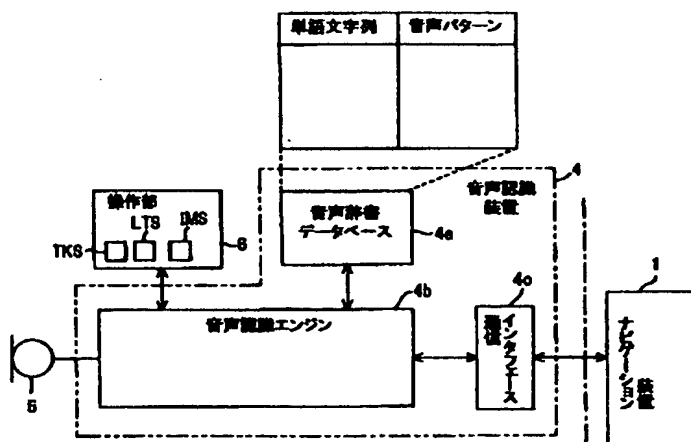 単語文字列
音声パターン
4
音声認識
装置
操作部
LTS
IMS
TKS
6
音声辞書
データベース
4a
4b
4c
1
音声認識エンジン
通信
インタフェース
ナビゲーション
装置
5